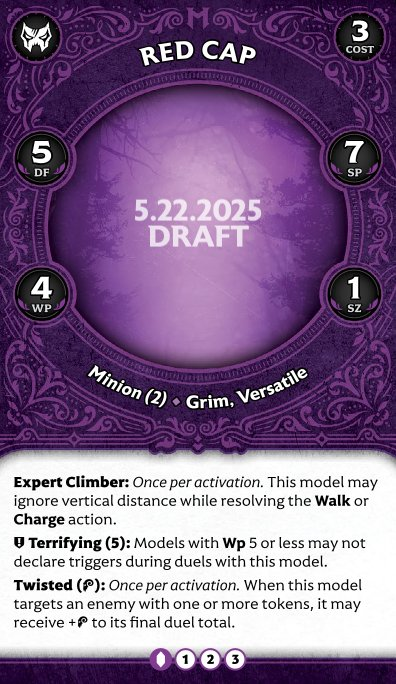 RED CAP
3
COST
5
DF
7
SP
5.22.2025
DRAFT
4
WP
1
SZ
Minion (2) ◆ Grim, Versatile
Expert Climber: Once per activation. This model may
ignore vertical distance while resolving the Walk or
Charge action.
Terrifying (5): Models with Wp 5 or less may not
declare triggers during duels with this model.
Twisted (): Once per activation. When this model
targets an enemy with one or more tokens, it may
receive + to its final duel total.
1 2 3